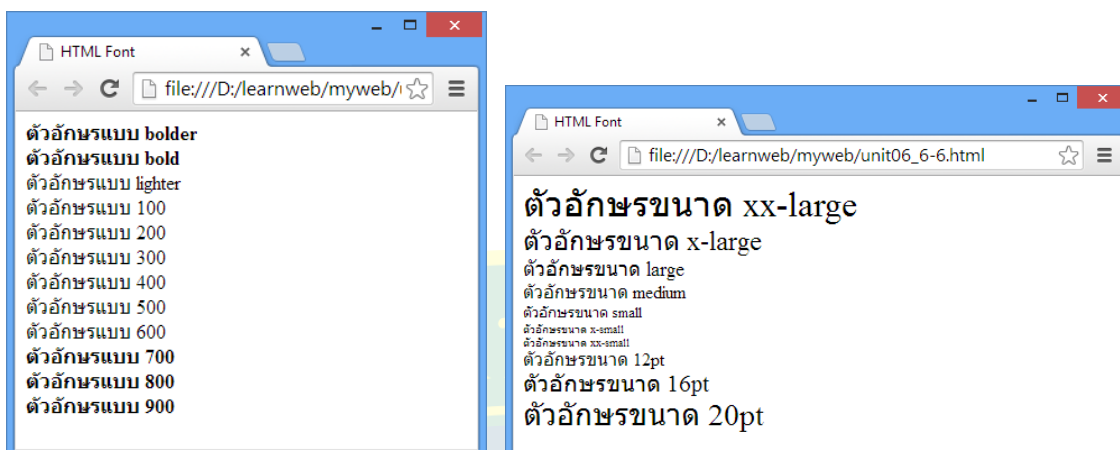 HTML Font
file:///D:/learnweb/myweb/
ตัวอักษรแบบ bolder
ตัวอักษรแบบ bold
ตัวอักษรแบบ lighter
ตัวอักษรแบบ 100
ตัวอักษรแบบ 200
ตัวอักษรแบบ 300
ตัวอักษรแบบ 400
ตัวอักษรแบบ 500
ตัวอักษรแบบ 600
ตัวอักษรแบบ 700
ตัวอักษรแบบ 800
ตัวอักษรแบบ 900
HTML Font
file:///D:/learnweb/myweb/unit06_6-6.html
ตัวอักษรขนาด xx-large
ตัวอักษรขนาด x-large
ตัวอักษรขนาด large
ตัวอักษรขนาด medium
ตัวอักษรขนาด small
ตัวอักษรขนาด x-small
ตัวอักษรขนาด xx-small
ตัวอักษรขนาด 12pt
ตัวอักษรขนาด 16pt
ตัวอักษรขนาด 20pt